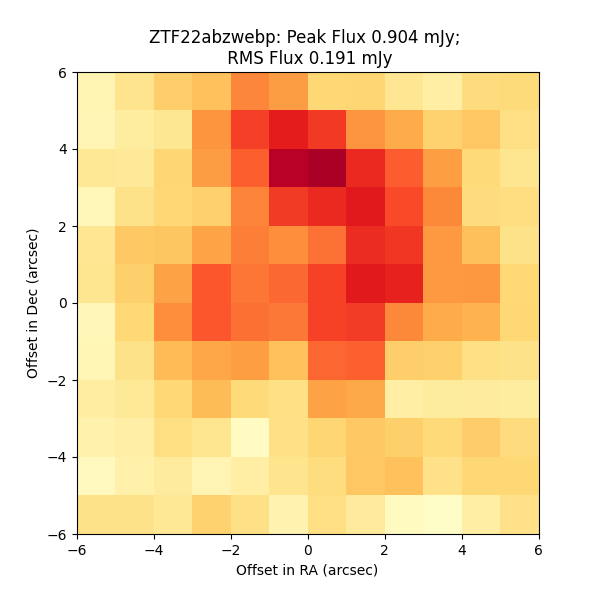 ZTF22abzwebp: Peak Flux 0.904 mJy;
RMS Flux 0.191 mJy
6
4
2
0
−2
−4
−6
Offset in Dec (arcsec)
−6 −4 −2 0 2 4 6
Offset in RA (arcsec)